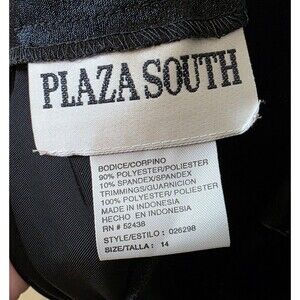 PLAZA SOUTH
BODICE/CORPINO
90% POLYESTER/POLIESTER
10% SPANDEX/SPANDEX
TRIMMINGS/GUARNICION
100% POLYESTER/POLIESTER
MADE IN INDONESIA
HECHO EN INDONESIA
RN # 52438
STYLE/ESTILO : 026298
SIZE/TALLA : 14